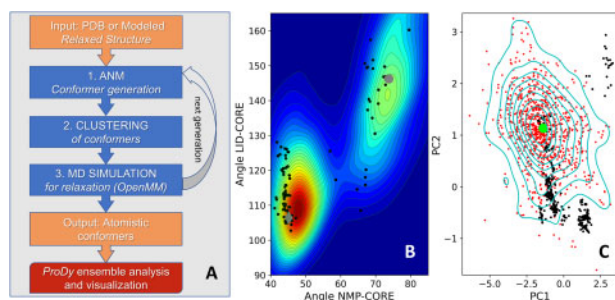 Input: PDB or Modeled
Relaxed Structure
1. ANM
Conformer generation
2. CLUSTERING
of conformers
3. MD SIMULATION
for relaxation (OpenMM)
next generation
Output: Atomistic
conformers
ProDy ensemble analysis
and visualization
A
Angle LID-CORE
160
150
140
130
120
110
100
90
40 50 60 70 80
Angle NMP-CORE
B
PC2
3
2
1
0
−1
−5.0 −2.5 0.0 2.5
PC1
C